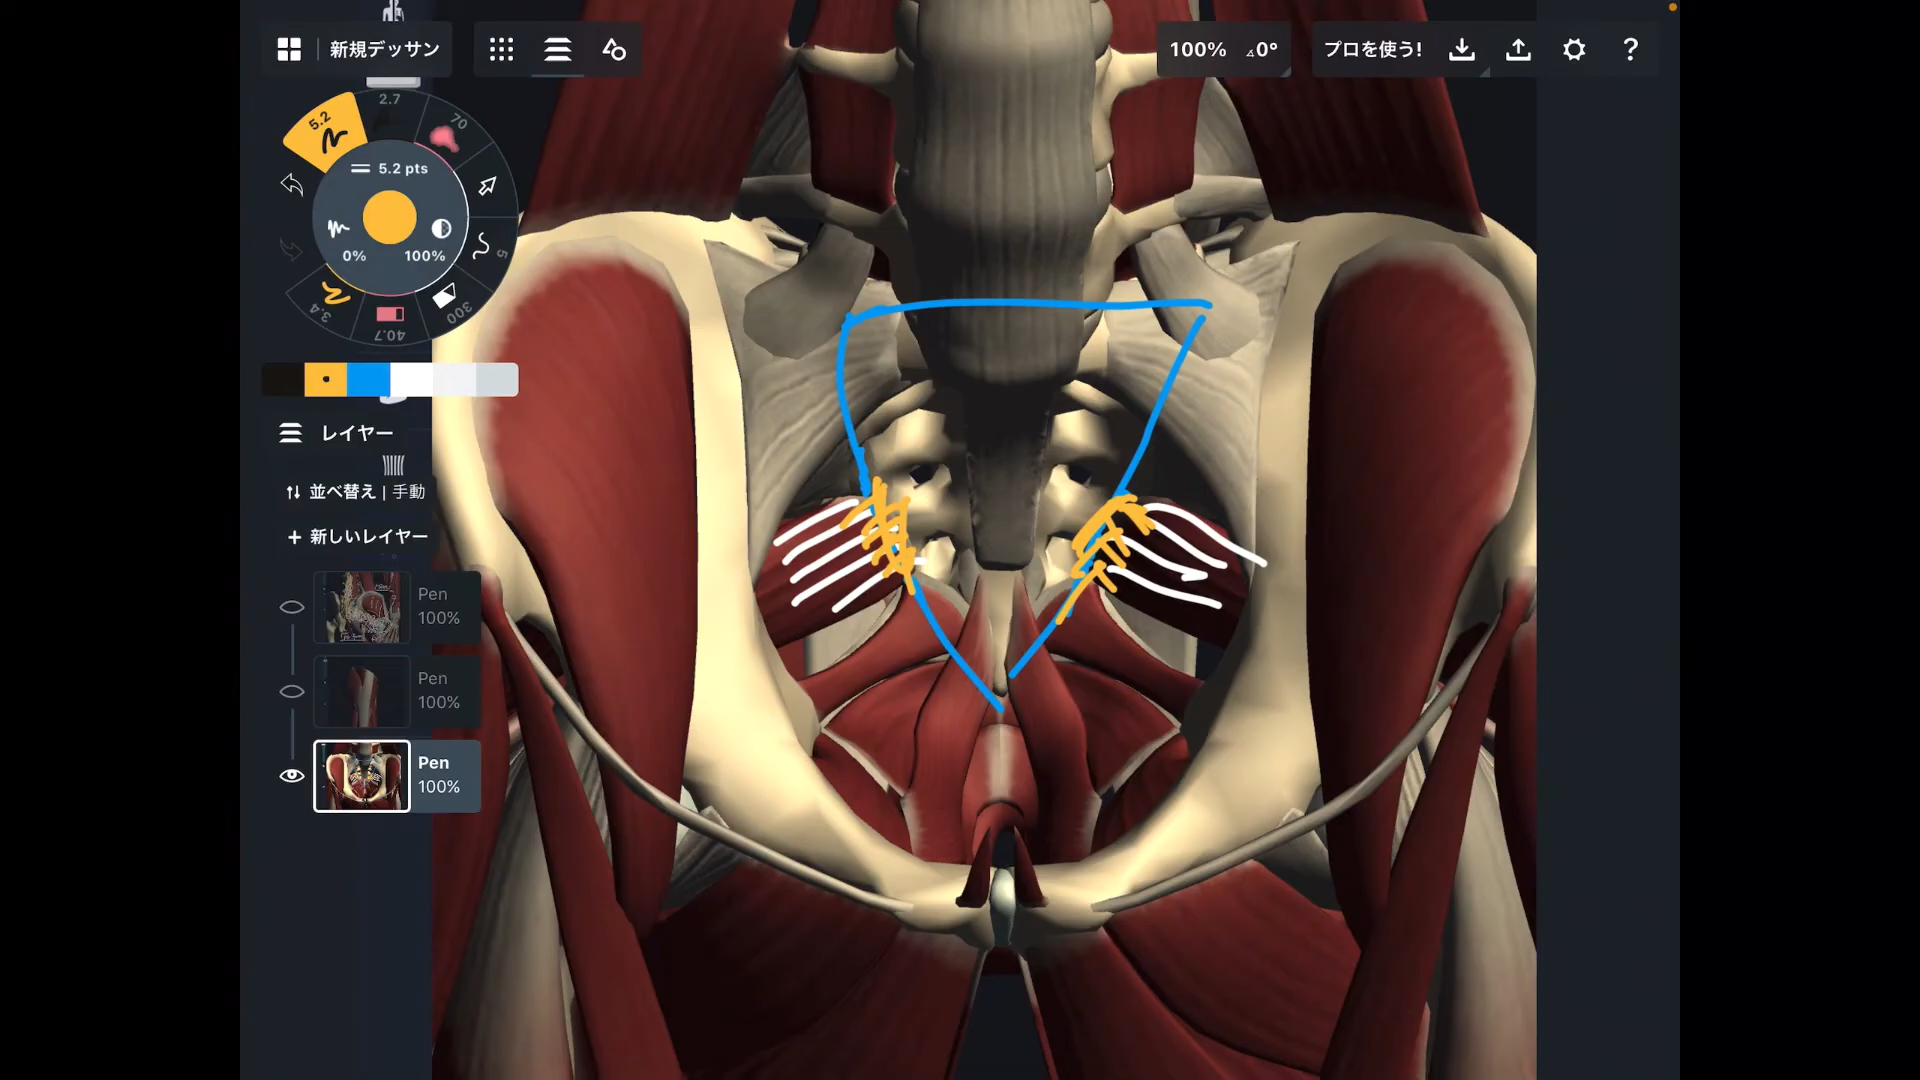 新規デッサン
100% ⊿0°
プロを使う!
?
2.7
5.2
70
5.2 pts
5
0% 100%
300
3.4
40.7
レイヤー
並べ替え | 手動
+ 新しいレイヤー
Pen
100%
Pen
100%
Pen
100%